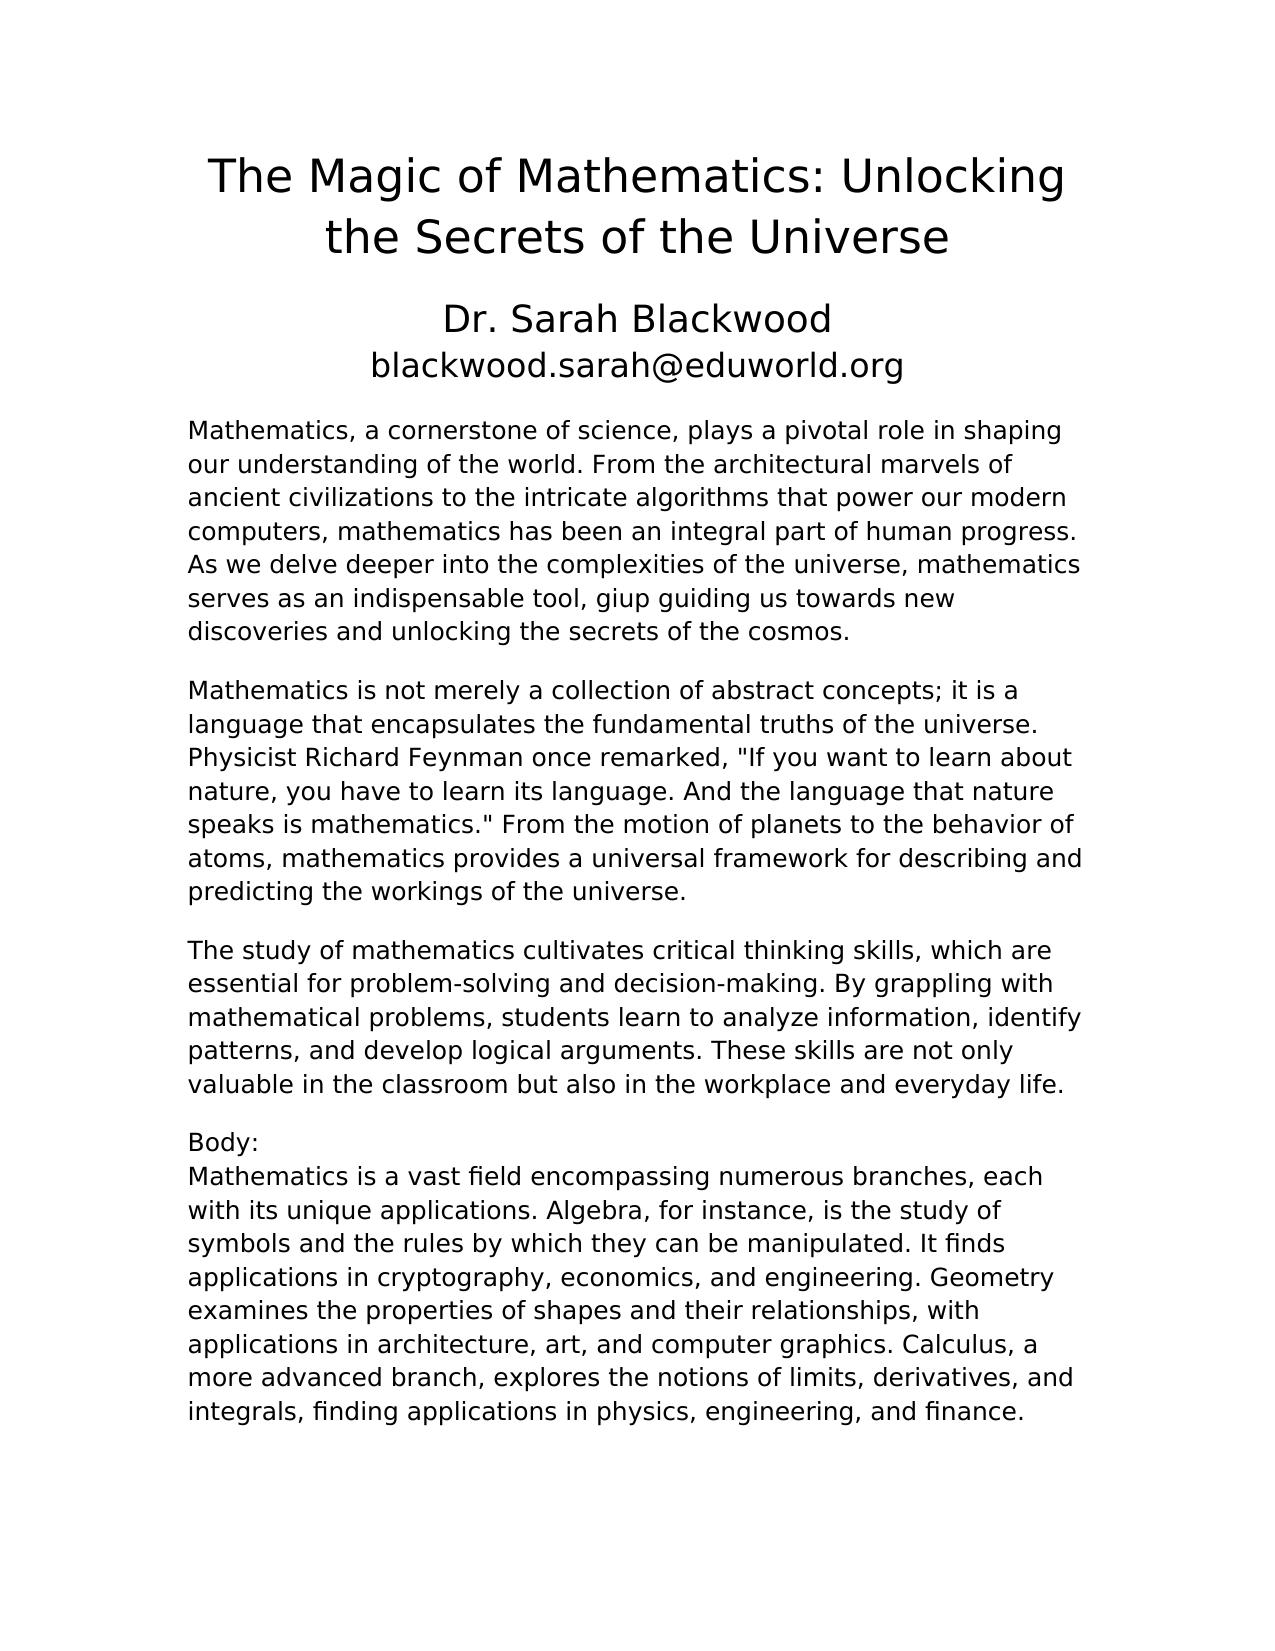 The Magic of Mathematics: Unlocking
the Secrets of the Universe
Dr. Sarah Blackwood
blackwood.sarah@eduworld.org
Mathematics, a cornerstone of science, plays a pivotal role in shaping
our understanding of the world. From the architectural marvels of
ancient civilizations to the intricate algorithms that power our modern
computers, mathematics has been an integral part of human progress.
As we delve deeper into the complexities of the universe, mathematics
serves as an indispensable tool, giup guiding us towards new
discoveries and unlocking the secrets of the cosmos.
Mathematics is not merely a collection of abstract concepts; it is a
language that encapsulates the fundamental truths of the universe.
Physicist Richard Feynman once remarked, "If you want to learn about
nature, you have to learn its language. And the language that nature
speaks is mathematics." From the motion of planets to the behavior of
atoms, mathematics provides a universal framework for describing and
predicting the workings of the universe.
The study of mathematics cultivates critical thinking skills, which are
essential for problem-solving and decision-making. By grappling with
mathematical problems, students learn to analyze information, identify
patterns, and develop logical arguments. These skills are not only
valuable in the classroom but also in the workplace and everyday life.
Body:
Mathematics is a vast field encompassing numerous branches, each
with its unique applications. Algebra, for instance, is the study of
symbols and the rules by which they can be manipulated. It finds
applications in cryptography, economics, and engineering. Geometry
examines the properties of shapes and their relationships, with
applications in architecture, art, and computer graphics. Calculus, a
more advanced branch, explores the notions of limits, derivatives, and
integrals, finding applications in physics, engineering, and finance.